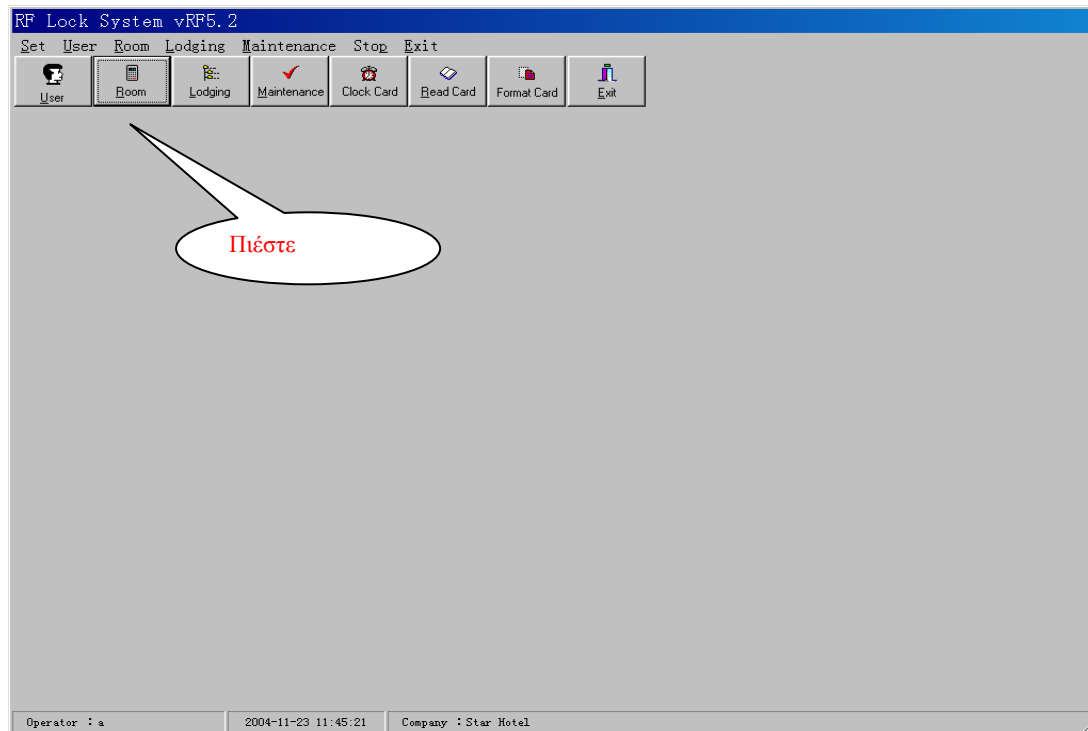 RF Lock System vRF5.2
Set User Room Lodging Maintenance Stop Exit
User Room Lodging Maintenance Clock Card Read Card Format Card Exit
Πιέστε
Operator : a 2004-11-23 11:45:21 Company : Star Hotel